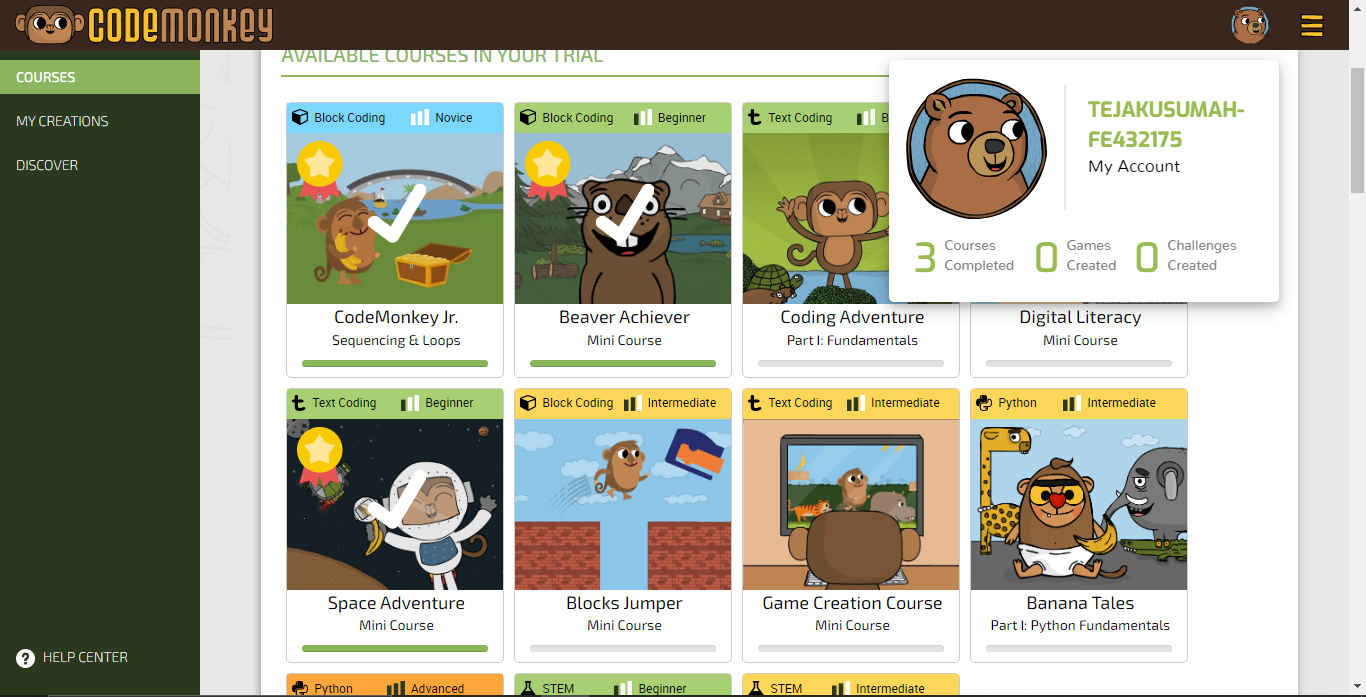 CODEMONKEY
COURSES
MY CREATIONS
DISCOVER
HELP CENTER
AVAILABLE COURSES IN YOUR TRIAL
TEJAKUSUMAH-
FE432175
My Account
3 Courses Completed
0 Games Created
0 Challenges Created
Block Coding Novice
CodeMonkey Jr.
Sequencing & Loops
Block Coding Beginner
Beaver Achiever
Mini Course
Text Coding B
Coding Adventure
Part I: Fundamentals
Digital Literacy
Mini Course
Text Coding Beginner
Space Adventure
Mini Course
Block Coding Intermediate
Blocks Jumper
Mini Course
Text Coding Intermediate
Game Creation Course
Mini Course
Python Intermediate
Banana Tales
Part I: Python Fundamentals
Python Advanced
STEM Beginner
STEM Intermediate